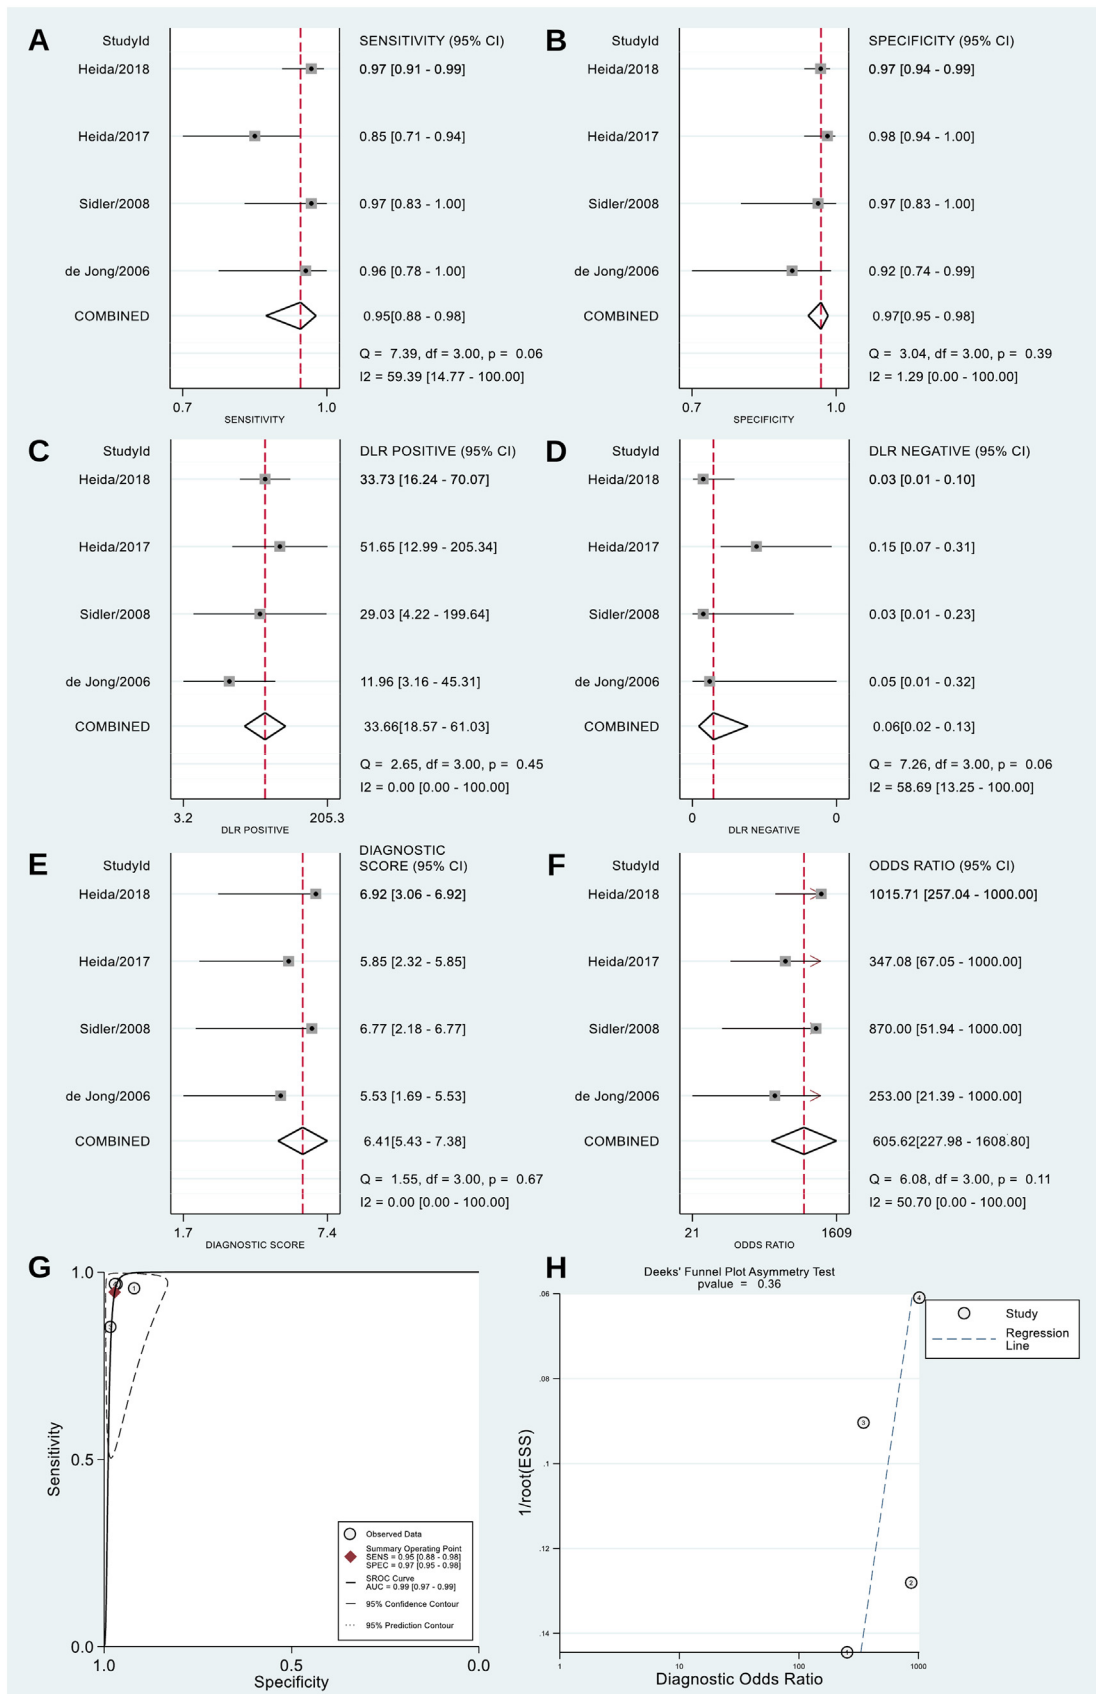 A
StudyId
SENSITIVITY (95% CI)
Heida/2018
0.97 [0.91 - 0.99]
Heida/2017
0.85 [0.71 - 0.94]
Sidler/2008
0.97 [0.83 - 1.00]
de Jong/2006
0.96 [0.78 - 1.00]
COMBINED
0.95[0.88 - 0.98]
Q = 7.39, df = 3.00, p = 0.06
I2 = 59.39 [14.77 - 100.00]
0.7
1.0
SENSITIVITY
B
StudyId
SPECIFICITY (95% CI)
Heida/2018
0.97 [0.94 - 0.99]
Heida/2017
0.98 [0.94 - 1.00]
Sidler/2008
0.97 [0.83 - 1.00]
de Jong/2006
0.92 [0.74 - 0.99]
COMBINED
0.97[0.95 - 0.98]
Q = 3.04, df = 3.00, p = 0.39
I2 = 1.29 [0.00 - 100.00]
0.7
1.0
SPECIFICITY
C
StudyId
DLR POSITIVE (95% CI)
Heida/2018
33.73 [16.24 - 70.07]
Heida/2017
51.65 [12.99 - 205.34]
Sidler/2008
29.03 [4.22 - 199.64]
de Jong/2006
11.96 [3.16 - 45.31]
COMBINED
33.66[18.57 - 61.03]
Q = 2.65, df = 3.00, p = 0.45
I2 = 0.00 [0.00 - 100.00]
3.2
205.3
DLR POSITIVE
D
StudyId
DLR NEGATIVE (95% CI)
Heida/2018
0.03 [0.01 - 0.10]
Heida/2017
0.15 [0.07 - 0.31]
Sidler/2008
0.03 [0.01 - 0.23]
de Jong/2006
0.05 [0.01 - 0.32]
COMBINED
0.06[0.02 - 0.13]
Q = 7.26, df = 3.00, p = 0.06
I2 = 58.69 [13.25 - 100.00]
0
0
DLR NEGATIVE
E
StudyId
DIAGNOSTIC
SCORE (95% CI)
Heida/2018
6.92 [3.06 - 6.92]
Heida/2017
5.85 [2.32 - 5.85]
Sidler/2008
6.77 [2.18 - 6.77]
de Jong/2006
5.53 [1.69 - 5.53]
COMBINED
6.41[5.43 - 7.38]
Q = 1.55, df = 3.00, p = 0.67
I2 = 0.00 [0.00 - 100.00]
1.7
7.4
DIAGNOSTIC SCORE
F
StudyId
ODDS RATIO (95% CI)
Heida/2018
1015.71 [257.04 - 1000.00]
Heida/2017
347.08 [67.05 - 1000.00]
Sidler/2008
870.00 [51.94 - 1000.00]
de Jong/2006
253.00 [21.39 - 1000.00]
COMBINED
605.62[227.98 - 1608.80]
Q = 6.08, df = 3.00, p = 0.11
I2 = 50.70 [0.00 - 100.00]
21
1609
ODDS RATIO
G
1.0
0.5
0.0
Sensitivity
1
3
Observed Data
Summary Operating Point
SENS = 0.95 [0.88 - 0.98]
SPEC = 0.97 [0.95 - 0.98]
SROC Curve
AUC = 0.99 [0.97 - 0.99]
95% Confidence Contour
95% Prediction Contour
1.0
0.5
0.0
Specificity
H
Deeks' Funnel Plot Asymmetry Test
pvalue = 0.36
.06
.08
.1
.12
.14
1/root(ESS)
4
3
2
1
Study
Regression
Line
1
10
100
1000
Diagnostic Odds Ratio